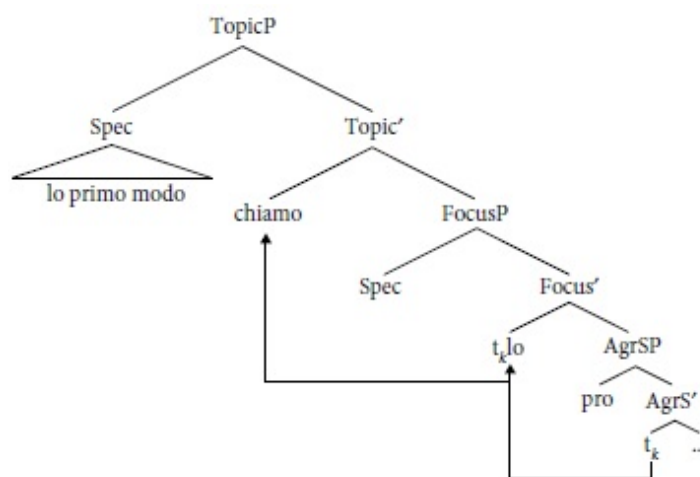 TopicP
Spec Topic′
lo primo modo
chiamo FocusP
Spec Focus′
tₖlo AgrSP
pro AgrS′
tₖ ..